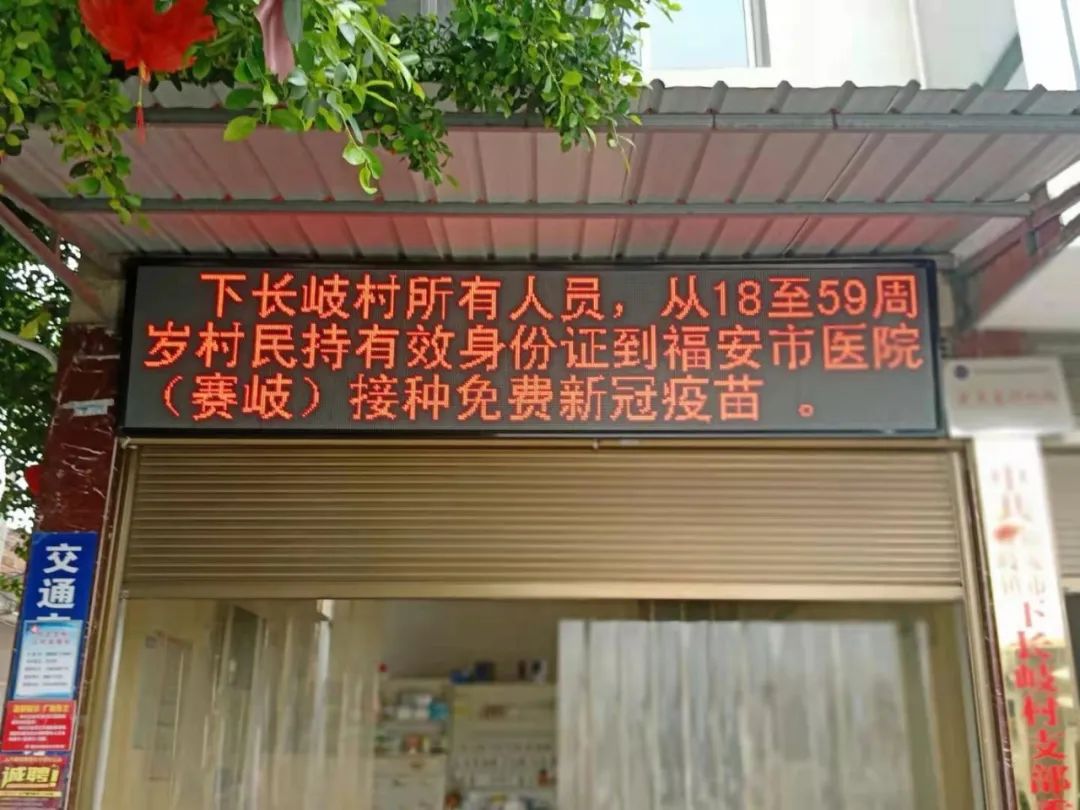 下长岐村所有人员，从18至59周
岁村民持有效身份证到福安市医院
（赛岐）接种免费新冠疫苗 。
交通
诚聘!
中共
下长岐村支部